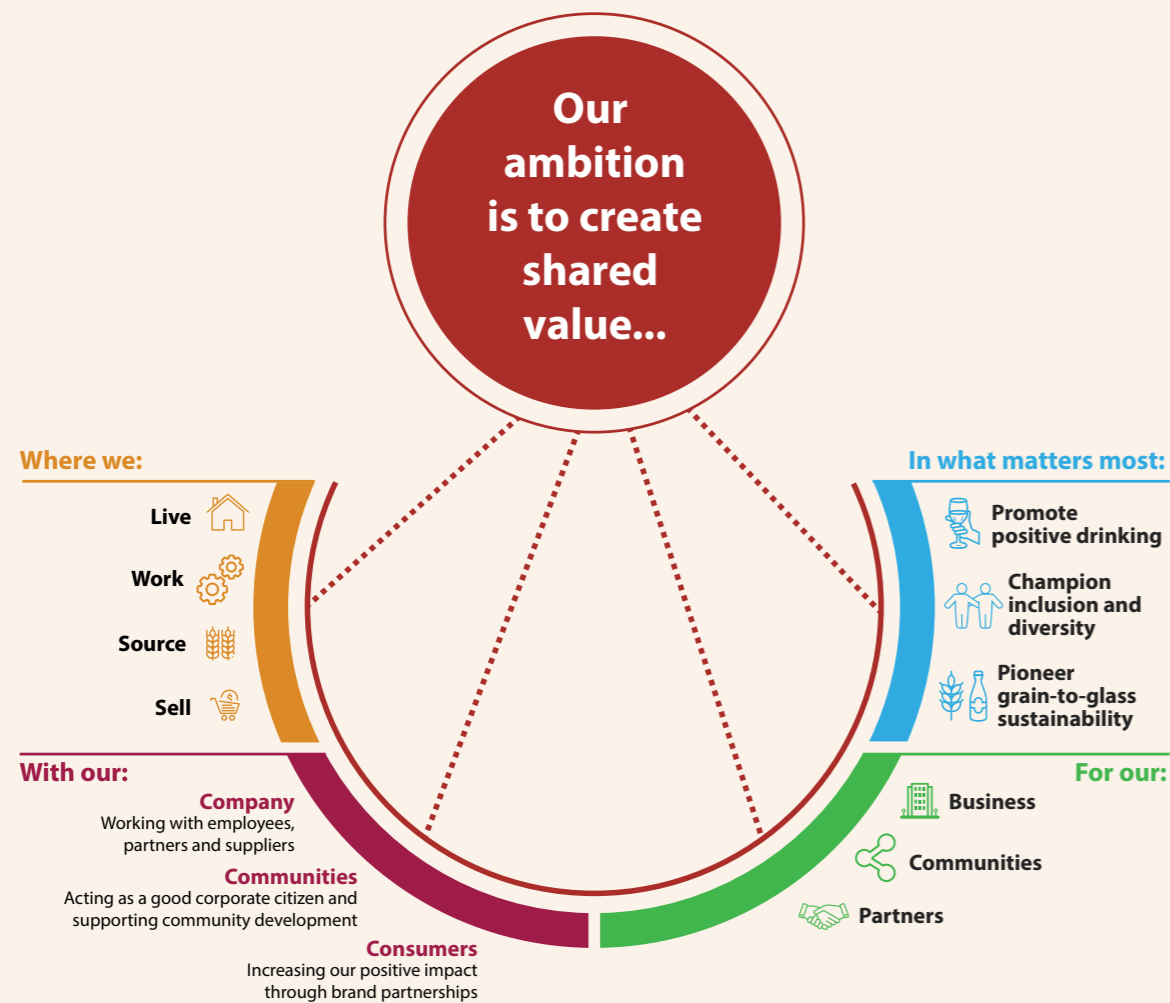 Our
ambition
is to create
shared
value...
Where we:
Live
Work
Source
Sell
With our:
Company
Working with employees,
partners and suppliers
Communities
Acting as a good corporate citizen and
supporting community development
Consumers
Increasing our positive impact
through brand partnerships
In what matters most:
Promote
positive drinking
Champion
inclusion and
diversity
Pioneer
grain-to-glass
sustainability
For our:
Business
Communities
Partners